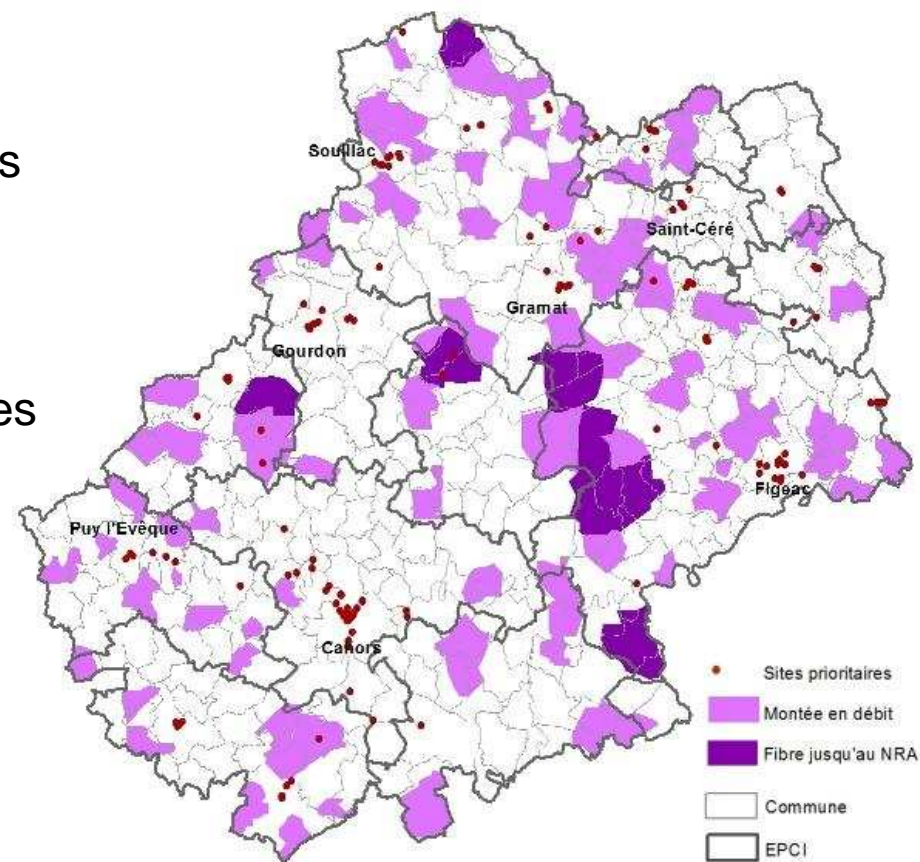 s
es
Souillac
Saint-Céré
Gramat
Gourdon
Figeac
Puy l'Evêque
Cahors
Sites prioritaires
Montée en débit
Fibre jusqu'au NRA
Commune
EPCI